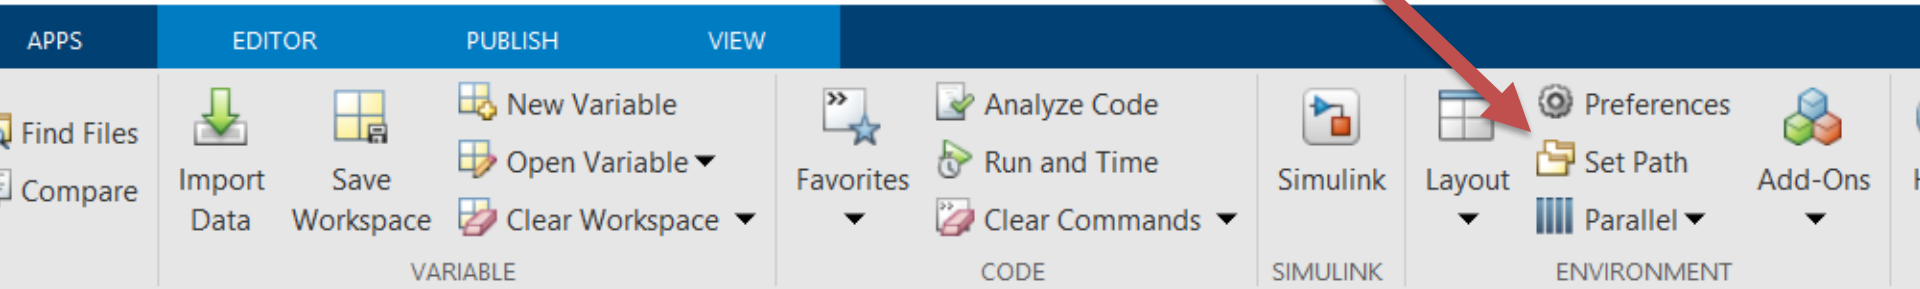 APPS
EDITOR
PUBLISH
VIEW
Find Files
Compare
Import
Data
Save
Workspace
New Variable
Open Variable
Clear Workspace
VARIABLE
Favorites
Analyze Code
Run and Time
Clear Commands
CODE
Simulink
SIMULINK
Layout
Preferences
Set Path
Parallel
Add-Ons
ENVIRONMENT